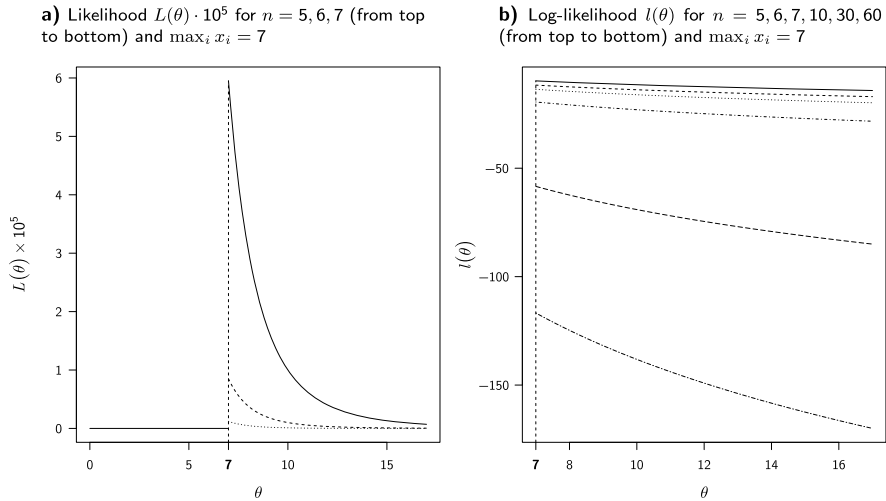 a) Likelihood L(θ) · 10⁵ for n = 5, 6, 7 (from top
to bottom) and maxᵢ xᵢ = 7
6
5
4
3
2
1
0
L(θ) × 10⁵
0 5 7 10 15
θ
b) Log-likelihood l(θ) for n = 5, 6, 7, 10, 30, 60
(from top to bottom) and maxᵢ xᵢ = 7
−50
−100
−150
l(θ)
7 8 10 12 14 16
θ